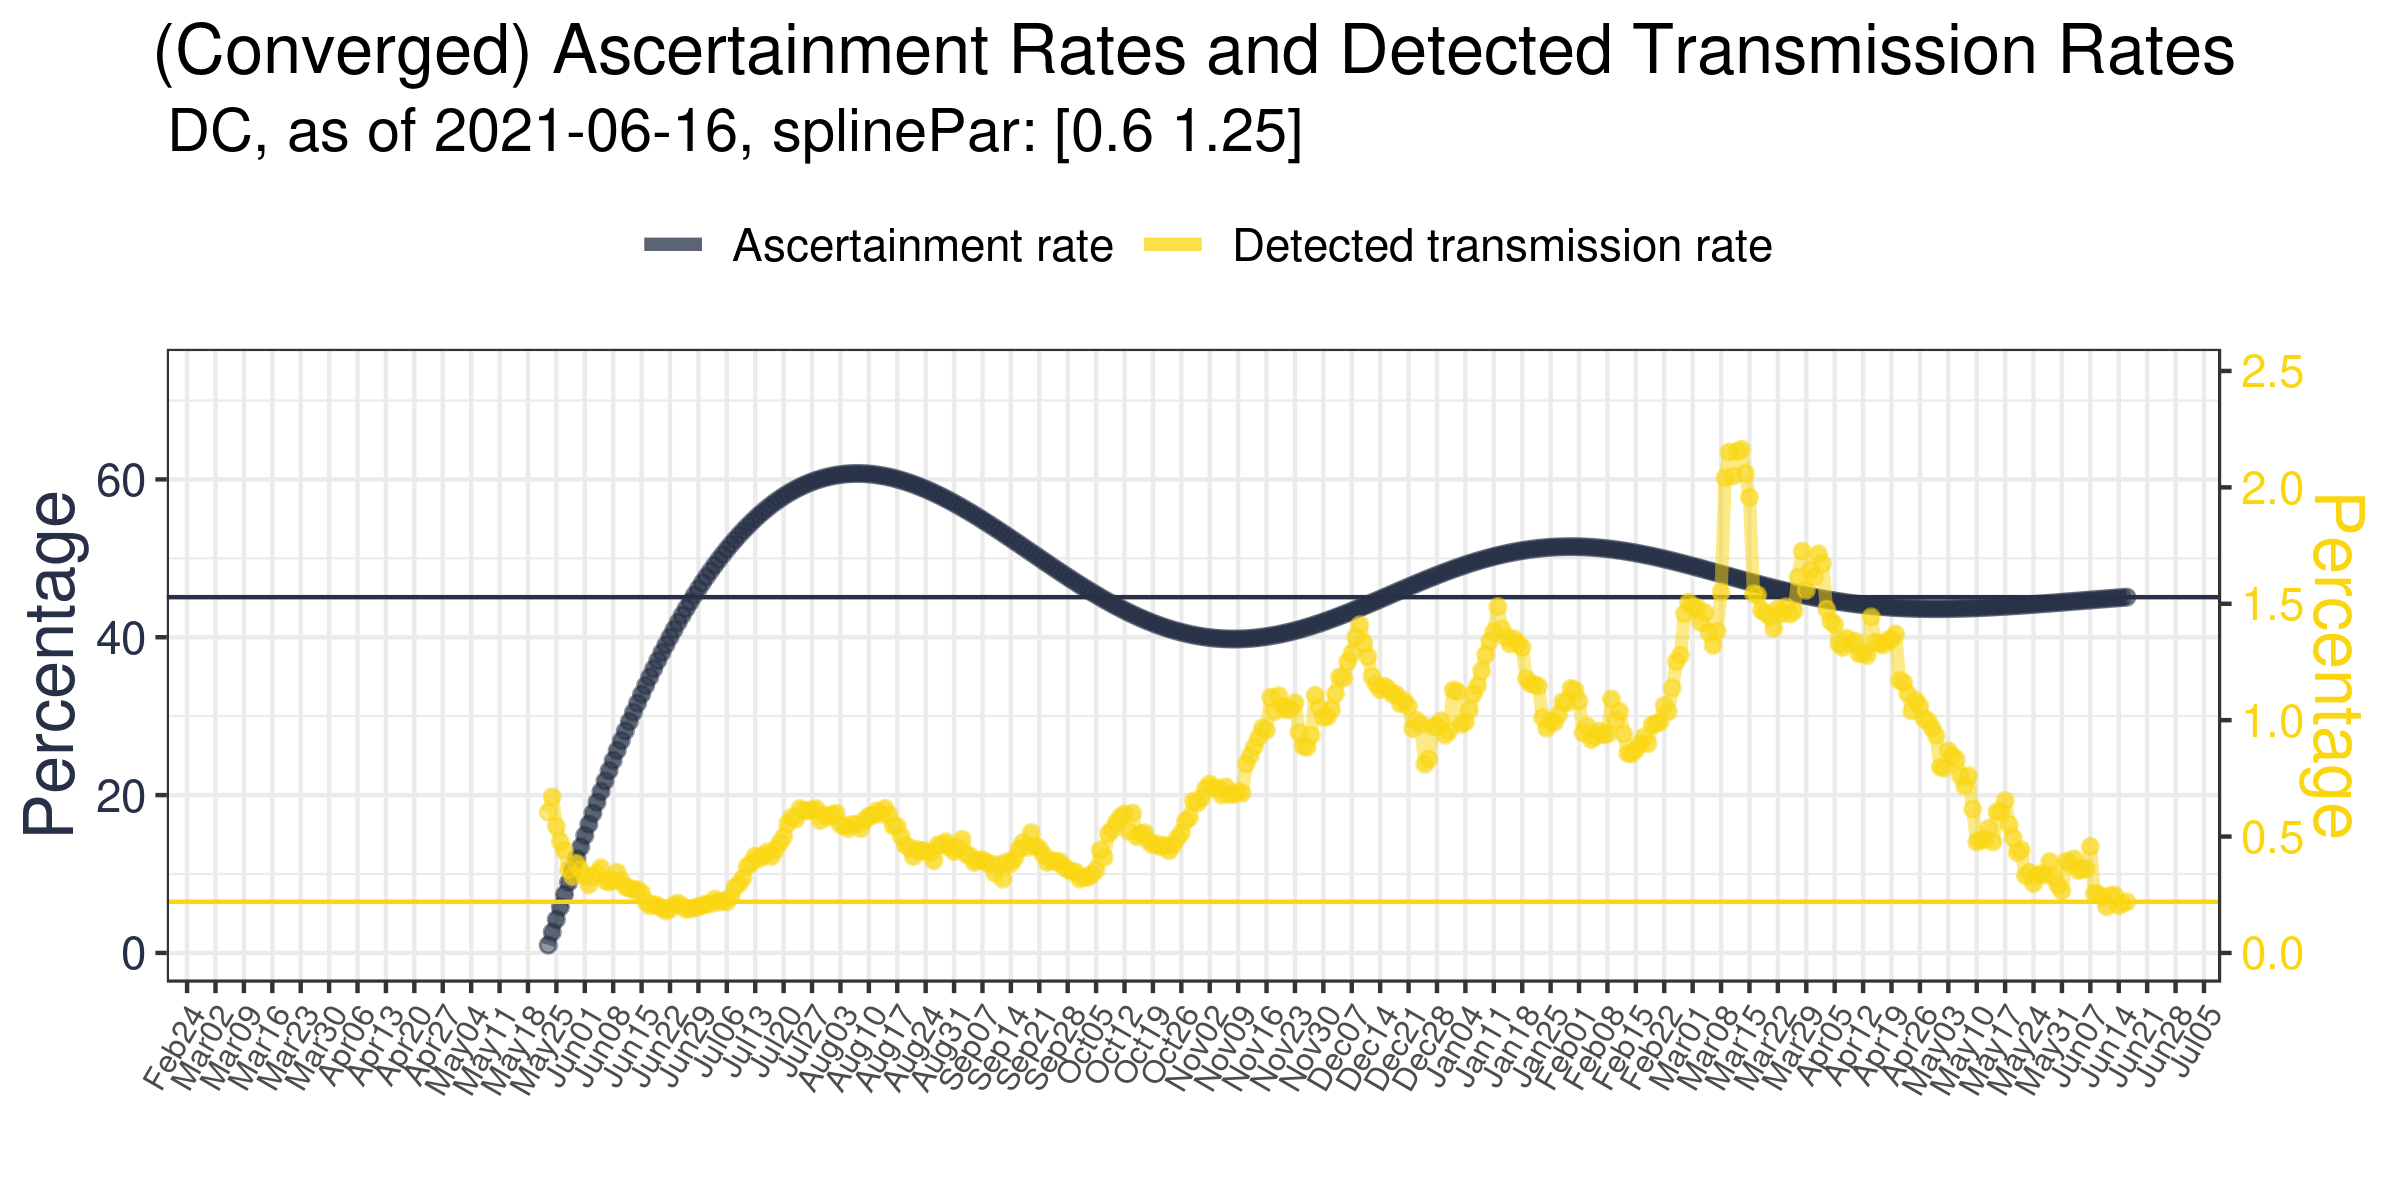 (Converged) Ascertainment Rates and Detected Transmission Rates
DC, as of 2021-06-16, splinePar: [0.6 1.25]
Ascertainment rate
Detected transmission rate
Percentage
60
40
20
0
2.5
2.0
1.5
1.0
0.5
0.0
Percentage
Feb24
Mar02
Mar09
Mar16
Mar23
Mar30
Apr06
Apr13
Apr20
Apr27
May04
May11
May18
May25
Jun01
Jun08
Jun15
Jun22
Jun29
Jul06
Jul13
Jul20
Jul27
Aug03
Aug10
Aug17
Aug24
Aug31
Sep07
Sep14
Sep21
Sep28
Oct05
Oct12
Oct19
Oct26
Nov02
Nov09
Nov16
Nov23
Nov30
Dec07
Dec14
Dec21
Dec28
Jan04
Jan11
Jan18
Jan25
Feb01
Feb08
Feb15
Feb22
Mar01
Mar08
Mar15
Mar22
Mar29
Apr05
Apr12
Apr19
Apr26
May03
May10
May17
May24
May31
Jun07
Jun14
Jun21
Jun28
Jul05